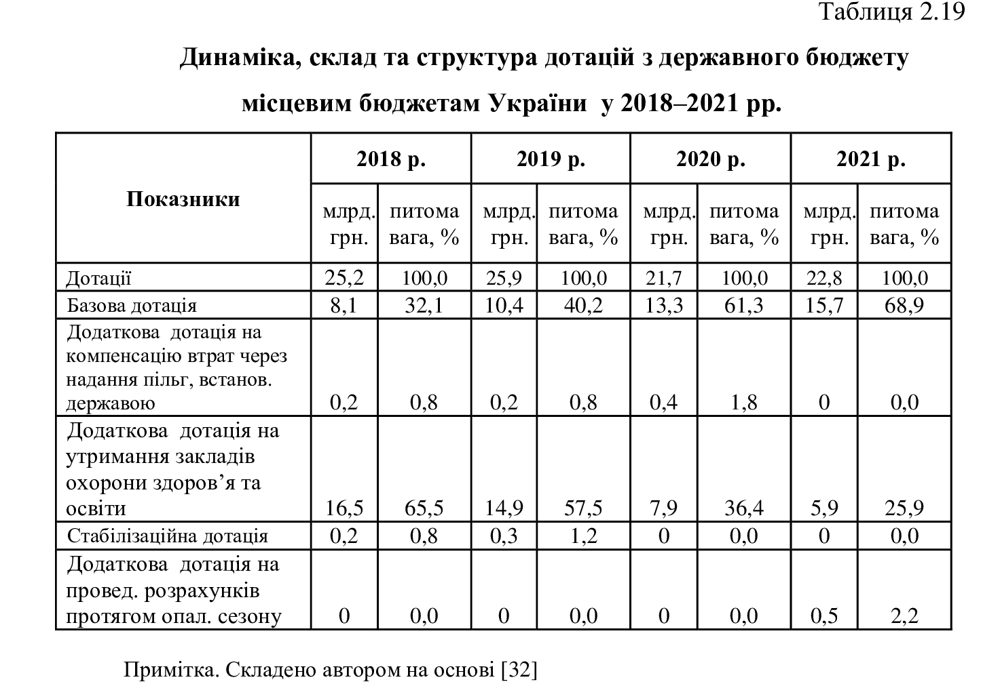 Таблиця 2.19
Динаміка, склад та структура дотацій з державного бюджету
місцевим бюджетам України у 2018–2021 рр.
Показники
2018 р. 2019 р. 2020 р. 2021 р.
млрд. грн. питома вага, % млрд. грн. питома вага, % млрд. грн. питома вага, % млрд. грн. питома вага, %
Дотації 25,2 100,0 25,9 100,0 21,7 100,0 22,8 100,0
Базова дотація 8,1 32,1 10,4 40,2 13,3 61,3 15,7 68,9
Додаткова дотація на
компенсацію втрат через
надання пільг, встанов.
державою 0,2 0,8 0,2 0,8 0,4 1,8 0 0,0
Додаткова дотація на
утримання закладів
охорони здоров’я та
освіти 16,5 65,5 14,9 57,5 7,9 36,4 5,9 25,9
Стабілізаційна дотація 0,2 0,8 0,3 1,2 0 0,0 0 0,0
Додаткова дотація на
провед. розрахунків
протягом опал. сезону 0 0,0 0 0,0 0 0,0 0,5 2,2
Примітка. Складено автором на основі [32]